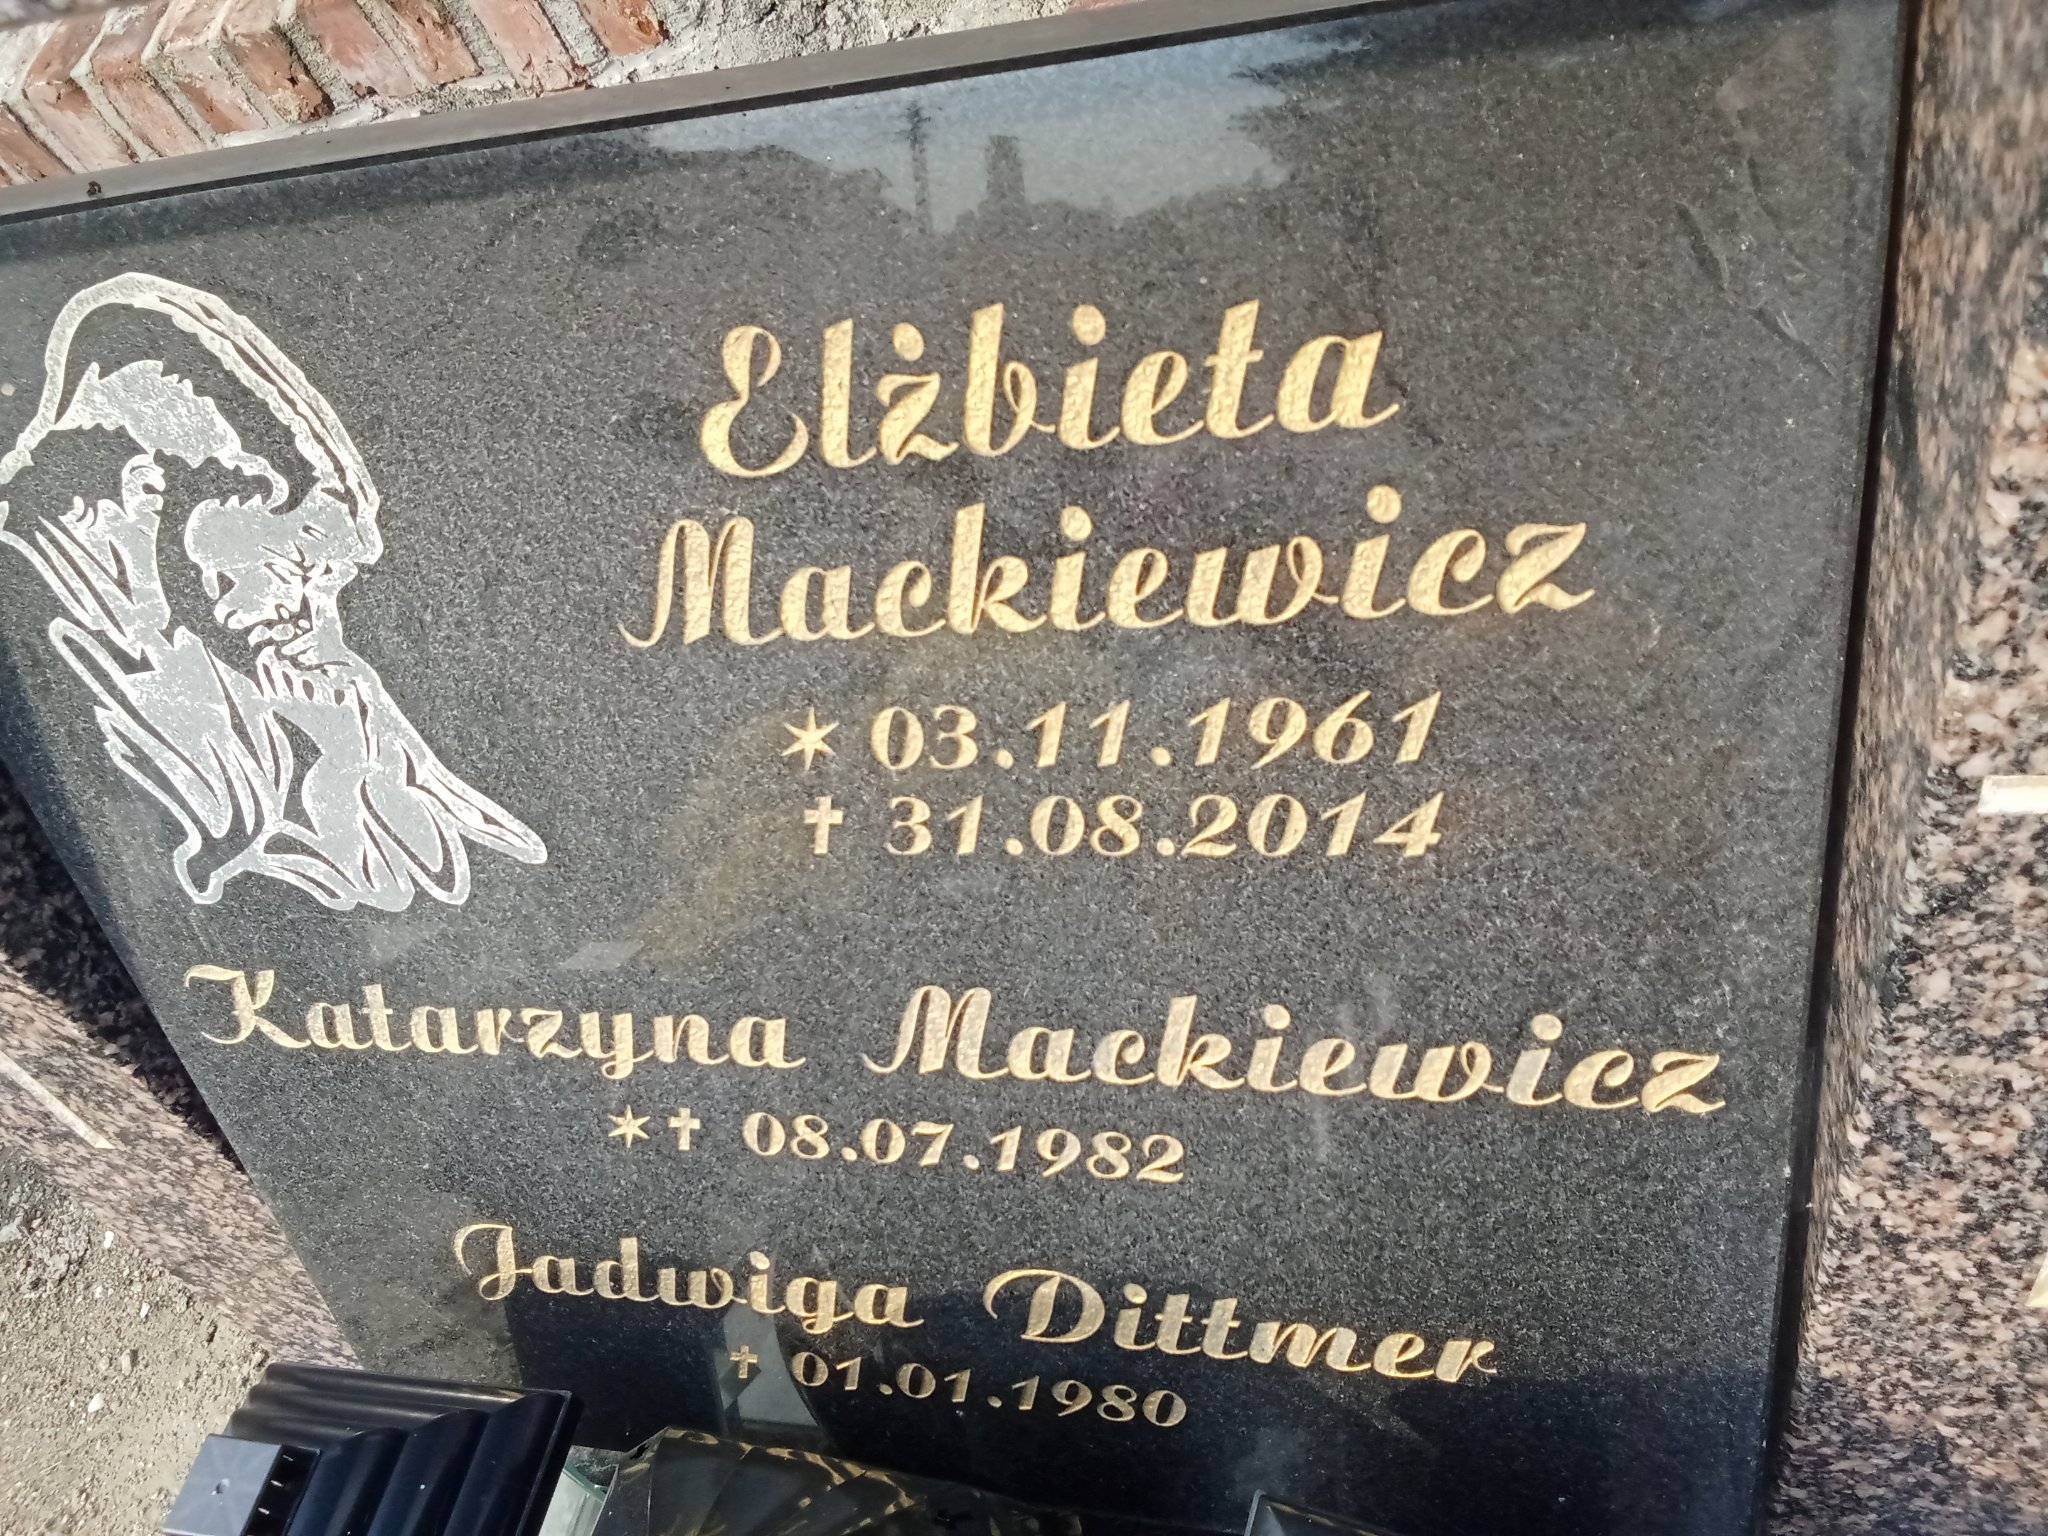 Elżbieta
Mackiewicz
* 03.11.1961
✝ 31.08.2014
Katarzyna Mackiewicz
*✝ 08.07.1982
Jadwiga Dittmer
✝ 01.01.1980